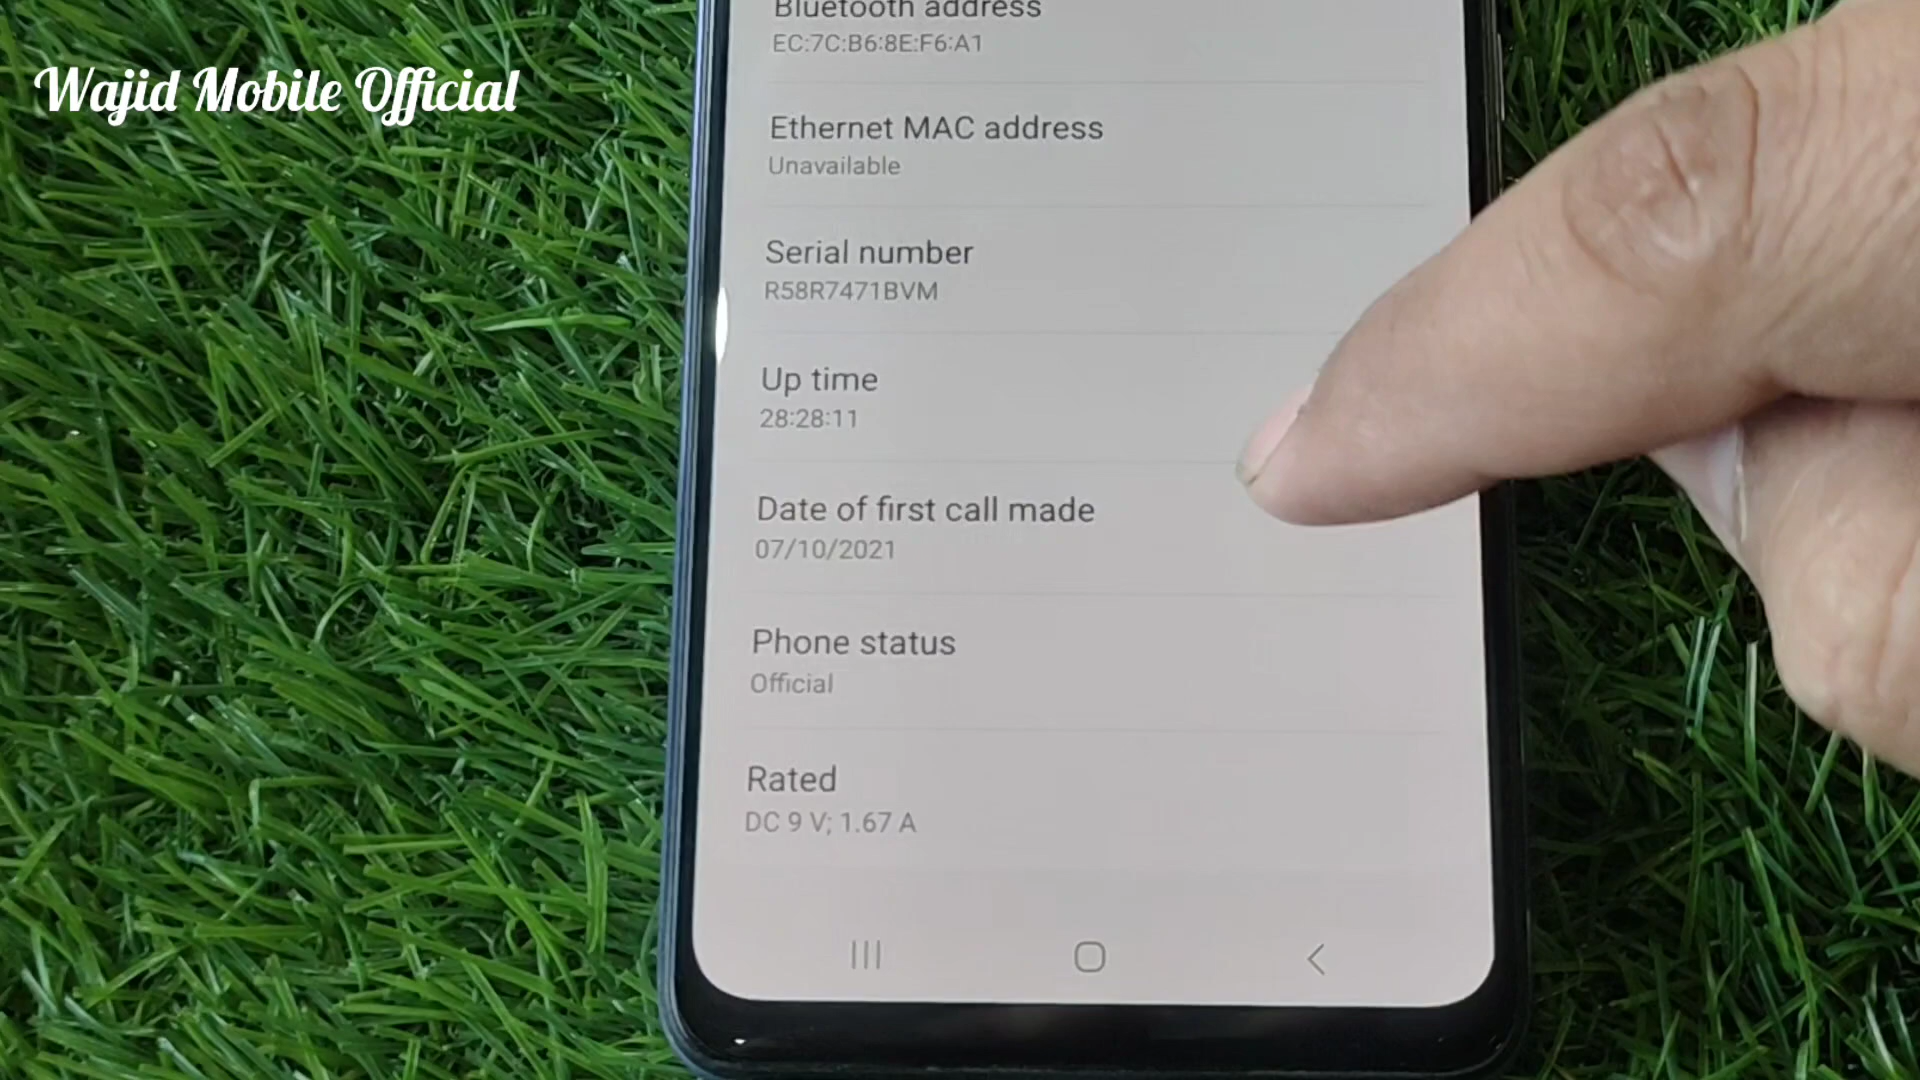 Bluetooth address
EC:7C:B6:8E:F6:A1
Wajid Mobile Official
Ethernet MAC address
Unavailable
Serial number
R58R7471BVM
Up time
28:28:11
Date of first call made
07/10/2021
Phone status
Official
Rated
DC 9 V; 1.67 A